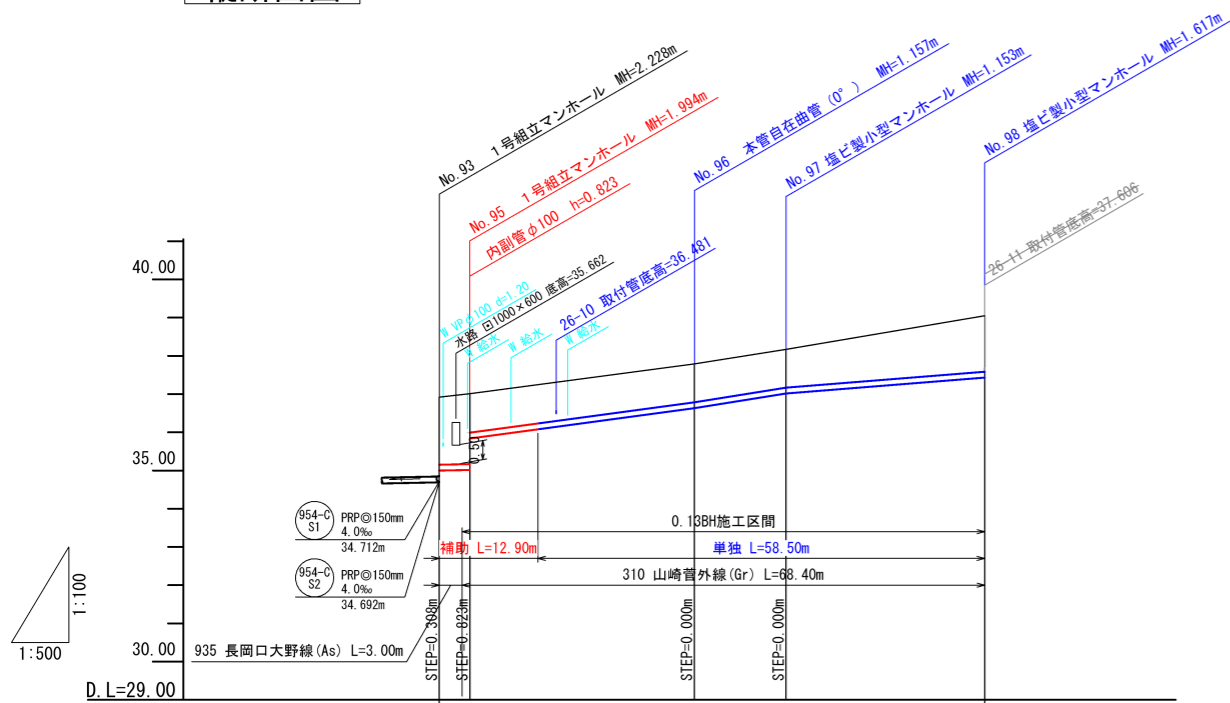 No.93　１号組立マンホール　MH=2.228m
No.95　１号組立マンホール　MH=1.994m
内副管φ100　h=0.823
No.96　本管自在曲管（0°）　MH=1.157m
No.97 塩ビ製小型マンホール　MH=1.153m
No.98 塩ビ製小型マンホール　MH=1.617m
26-11 取付管底高=37.606
26-10 取付管底高=36.481
W VPφ100 d=1.20
水路 □1000×600 底高=35.662
W 給水
W 給水
W 給水
40.00
35.00
30.00
D.L=29.00
0.50
954-C
S1
PRP◎150mm
4.0‰
34.712m
954-C
S2
PRP◎150mm
4.0‰
34.692m
0.13BH施工区間
補助 L=12.90m
単独 L=58.50m
310 山崎菅外線(Gr) L=68.40m
935 長岡口大野線(As) L=3.00m
STEP=0.308m
STEP=0.823m
STEP=0.000m
STEP=0.000m
1:100
1:500